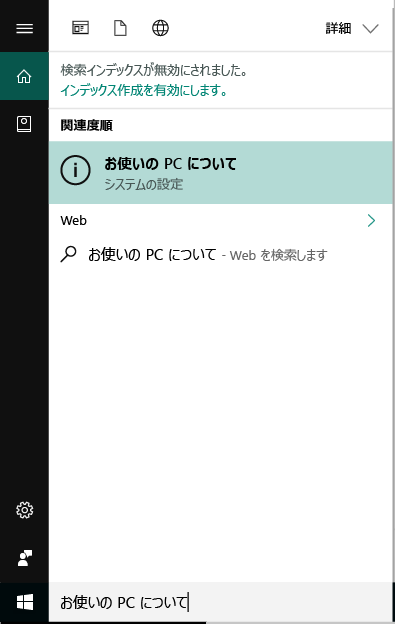 詳細
検索インデックスが無効にされました。
インデックス作成を有効にします。
関連度順
お使いの PC について
システムの設定
Web
お使いの PC について - Web を検索します
お使いの PC について